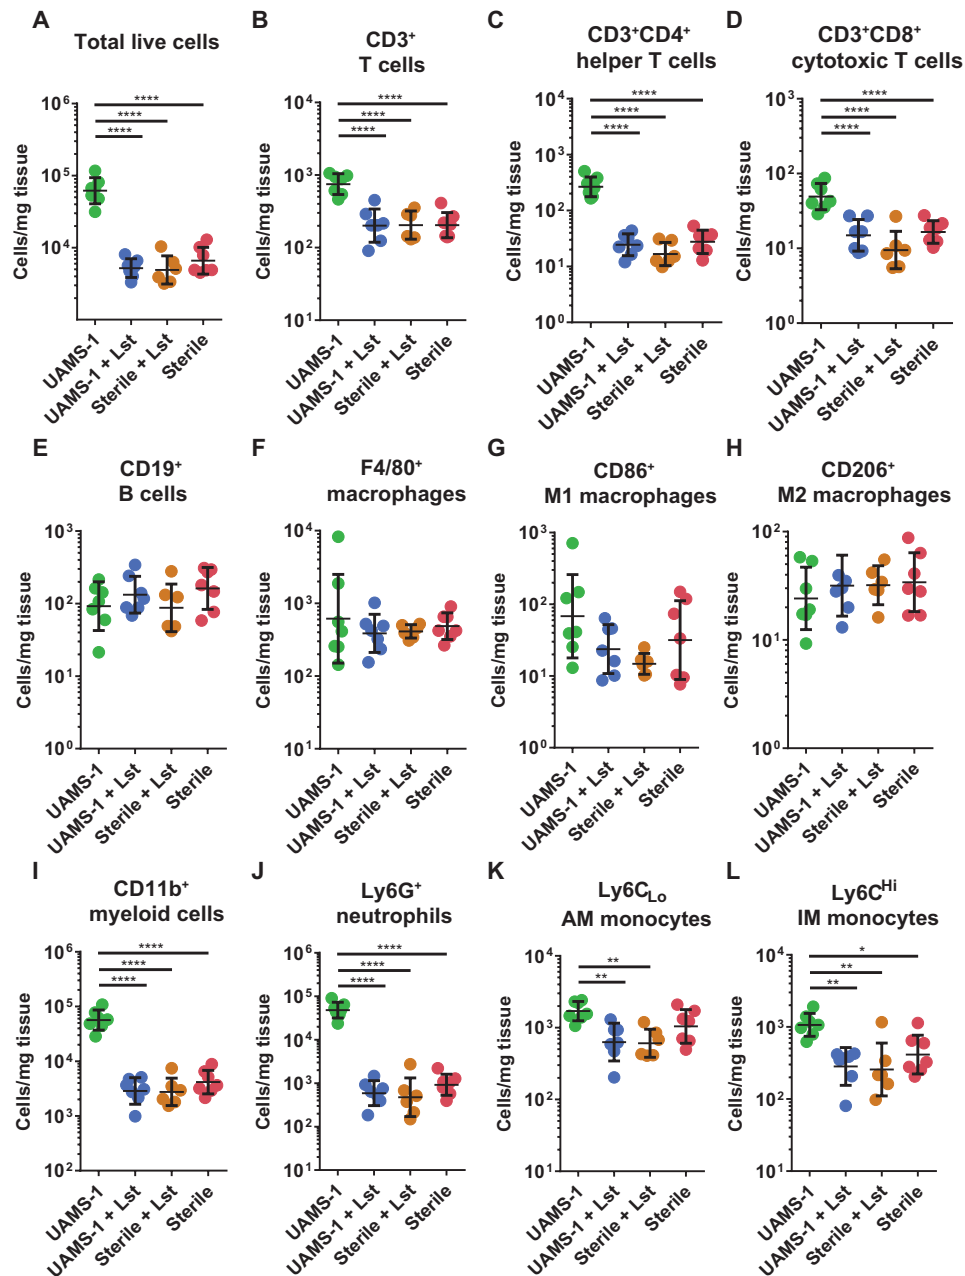 A
Total live cells
Cells/mg tissue
10⁶
10⁵
10⁴
****
****
****
UAMS-1
UAMS-1 + Lst
Sterile + Lst
Sterile
B
CD3⁺
T cells
Cells/mg tissue
10⁴
10³
10²
10¹
****
****
****
UAMS-1
UAMS-1 + Lst
Sterile + Lst
Sterile
C
CD3⁺CD4⁺
helper T cells
Cells/mg tissue
10⁴
10³
10²
10¹
10⁰
****
****
****
UAMS-1
UAMS-1 + Lst
Sterile + Lst
Sterile
D
CD3⁺CD8⁺
cytotoxic T cells
Cells/mg tissue
10³
10²
10¹
10⁰
****
****
****
UAMS-1
UAMS-1 + Lst
Sterile + Lst
Sterile
E
CD19⁺
B cells
Cells/mg tissue
10³
10²
10¹
10⁰
UAMS-1
UAMS-1 + Lst
Sterile + Lst
Sterile
F
F4/80⁺
macrophages
Cells/mg tissue
10⁴
10³
10²
10¹
UAMS-1
UAMS-1 + Lst
Sterile + Lst
Sterile
G
CD86⁺
M1 macrophages
Cells/mg tissue
10³
10²
10¹
10⁰
UAMS-1
UAMS-1 + Lst
Sterile + Lst
Sterile
H
CD206⁺
M2 macrophages
Cells/mg tissue
10²
10¹
10⁰
UAMS-1
UAMS-1 + Lst
Sterile + Lst
Sterile
I
CD11b⁺
myeloid cells
Cells/mg tissue
10⁶
10⁵
10⁴
10³
10²
****
****
****
UAMS-1
UAMS-1 + Lst
Sterile + Lst
Sterile
J
Ly6G⁺
neutrophils
Cells/mg tissue
10⁶
10⁵
10⁴
10³
10²
10¹
10⁰
****
****
****
UAMS-1
UAMS-1 + Lst
Sterile + Lst
Sterile
K
Ly6C_Lo
AM monocytes
Cells/mg tissue
10⁴
10³
10²
10¹
**
**
UAMS-1
UAMS-1 + Lst
Sterile + Lst
Sterile
L
Ly6C^Hi
IM monocytes
Cells/mg tissue
10⁴
10³
10²
10¹
*
**
**
UAMS-1
UAMS-1 + Lst
Sterile + Lst
Sterile